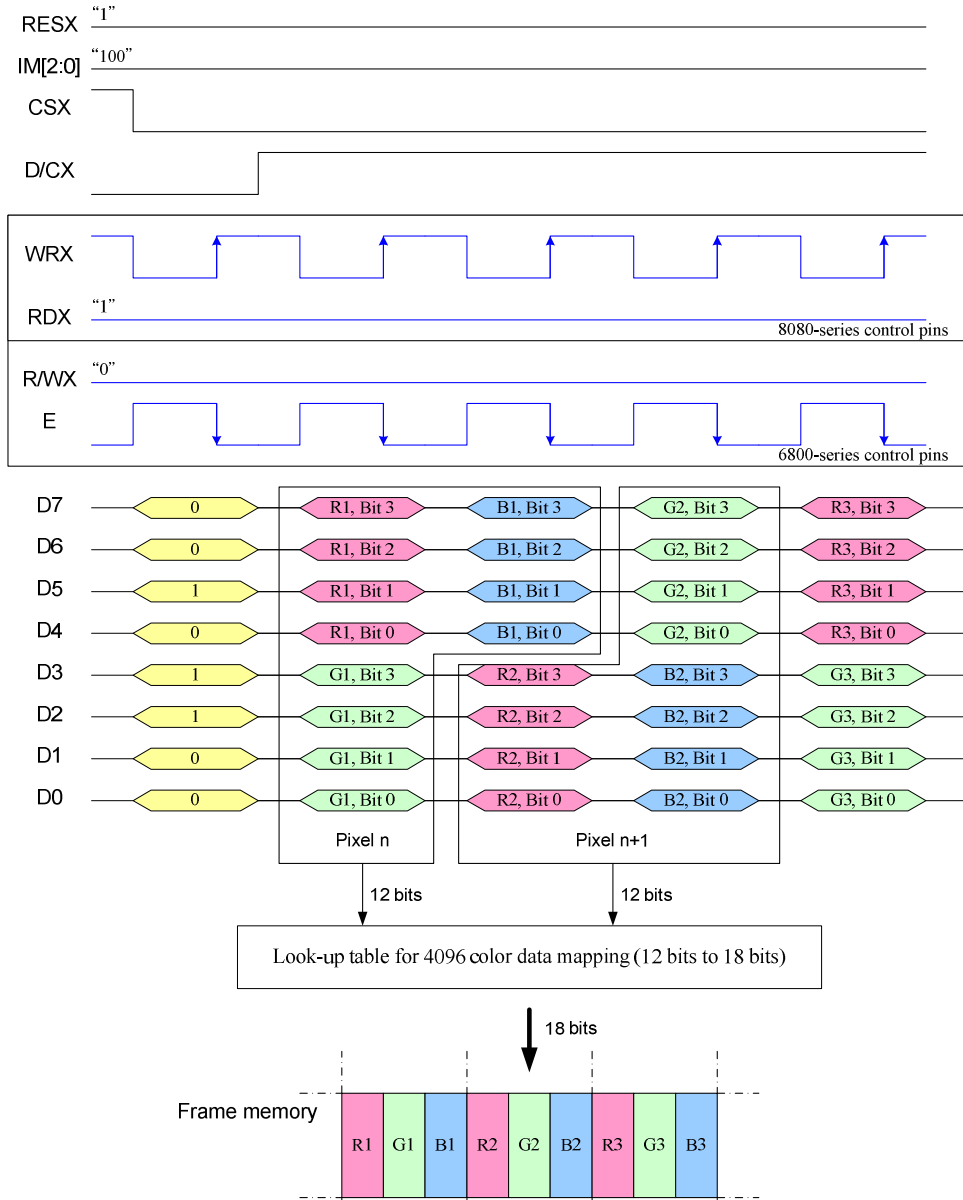 RESX “1”
IM[2:0] “100”
CSX
D/CX
WRX
RDX “1”
8080-series control pins
R/WX “0”
E
6800-series control pins
D7 0 R1, Bit 3 B1, Bit 3 G2, Bit 3 R3, Bit 3
D6 0 R1, Bit 2 B1, Bit 2 G2, Bit 2 R3, Bit 2
D5 1 R1, Bit 1 B1, Bit 1 G2, Bit 1 R3, Bit 1
D4 0 R1, Bit 0 B1, Bit 0 G2, Bit 0 R3, Bit 0
D3 1 G1, Bit 3 R2, Bit 3 B2, Bit 3 G3, Bit 3
D2 1 G1, Bit 2 R2, Bit 2 B2, Bit 2 G3, Bit 2
D1 0 G1, Bit 1 R2, Bit 1 B2, Bit 1 G3, Bit 1
D0 0 G1, Bit 0 R2, Bit 0 B2, Bit 0 G3, Bit 0
Pixel n Pixel n+1
12 bits 12 bits
Look-up table for 4096 color data mapping (12 bits to 18 bits)
18 bits
Frame memory
R1 G1 B1 R2 G2 B2 R3 G3 B3